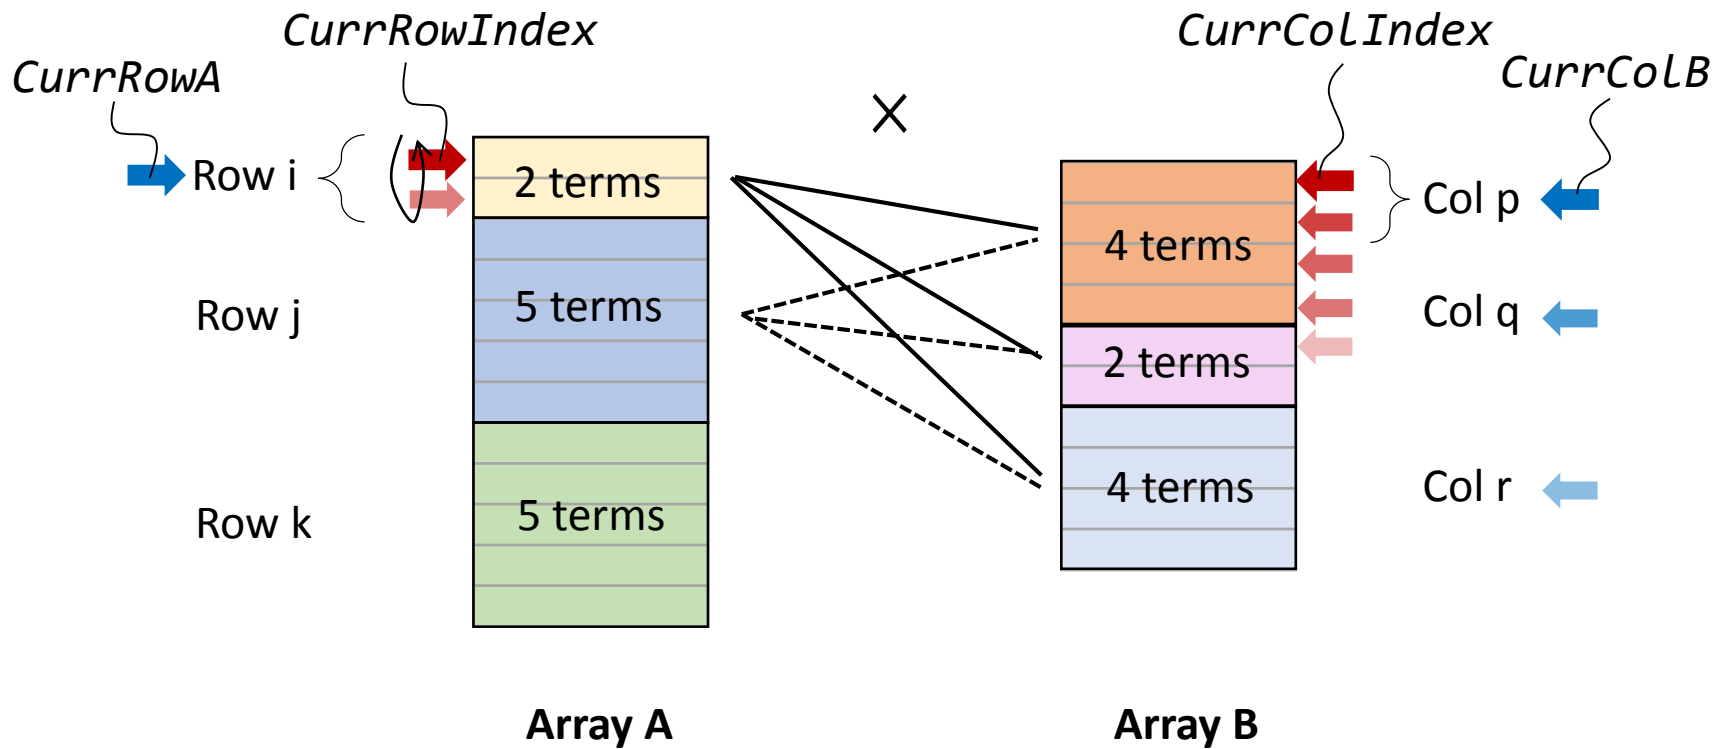 CurrRowIndex
CurrColIndex
CurrRowA
CurrColB
×
Row i
2 terms
Col p
4 terms
Row j
5 terms
Col q
2 terms
Row k
5 terms
4 terms
Col r
Array A
Array B